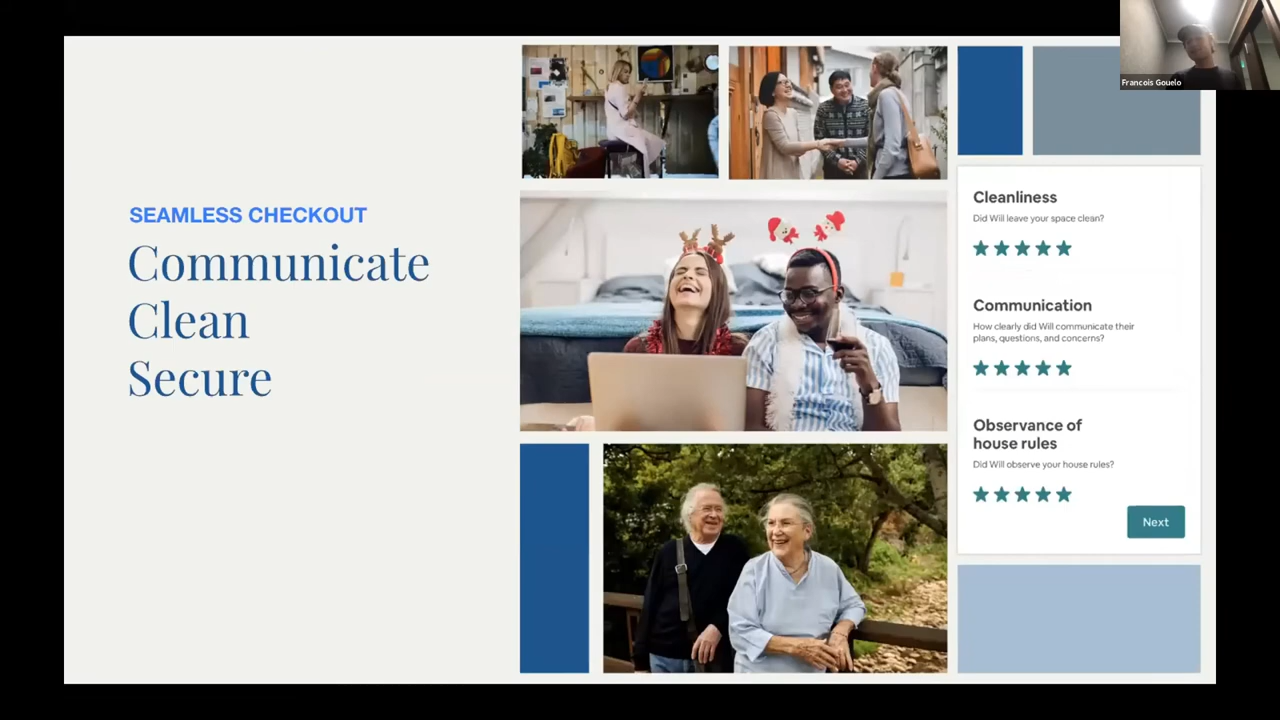 SEAMLESS CHECKOUT
Communicate
Clean
Secure
Cleanliness
Did Will leave your space clean?
Communication
How clearly did Will communicate their
plans, questions, and concerns?
Observance of
house rules
Did Will observe your house rules?
Next
Francois Gouelo